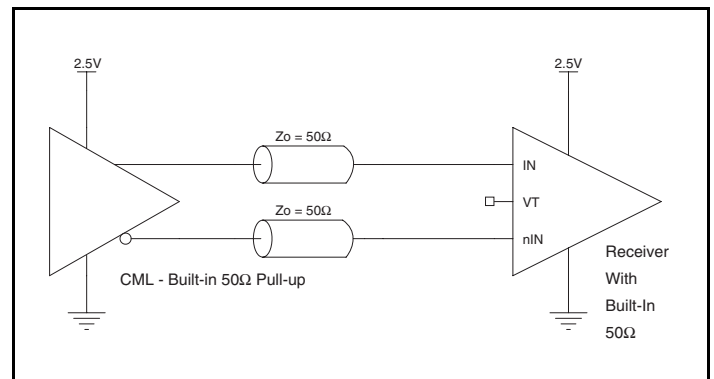 2.5V
2.5V
Zo = 50Ω
IN
VT
Zo = 50Ω
nIN
CML - Built-in 50Ω Pull-up
Receiver
With
Built-In
50Ω